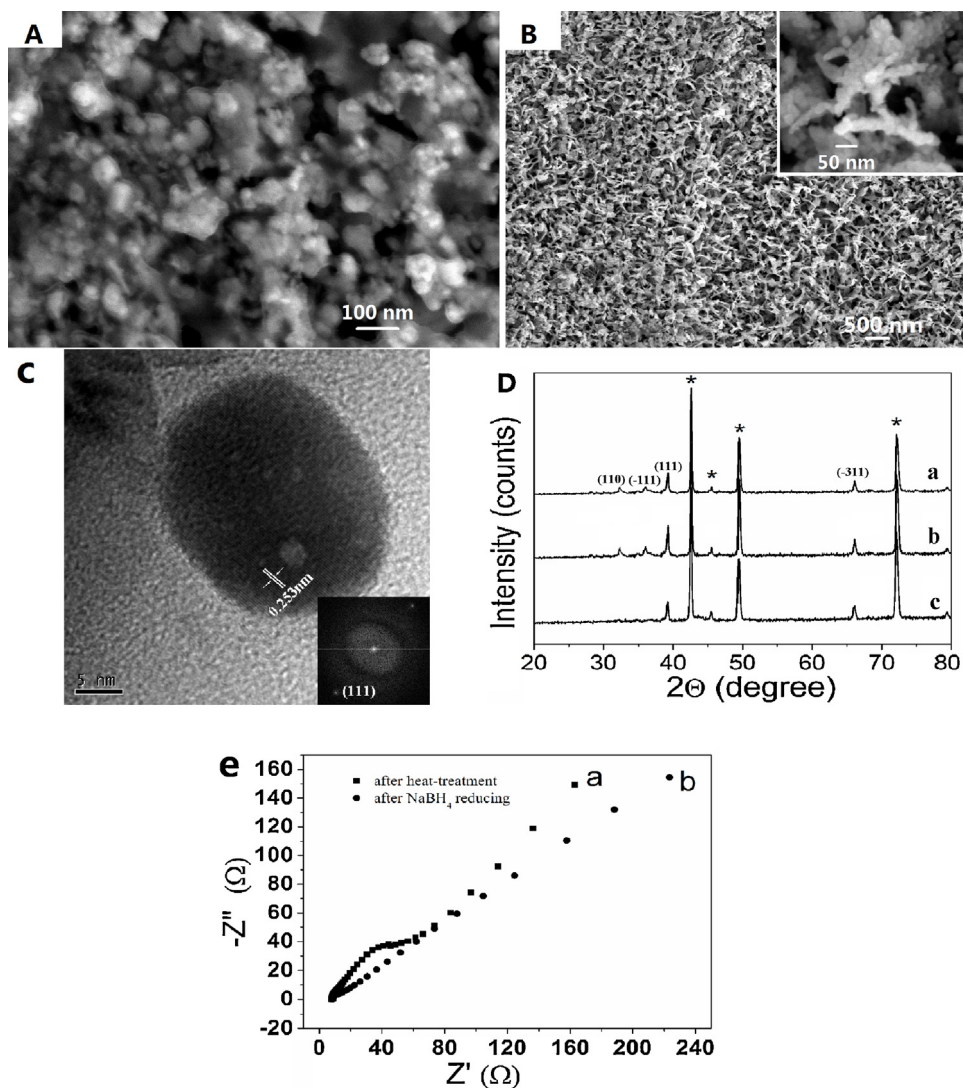 A
100 nm
B
50 nm
500 nm
C
0.253nm
5 nm
(111)
D
Intensity (counts)
(110)
(-111)
(111)
*
*
*
(-311)
*
a
b
c
20 30 40 50 60 70 80
2Θ (degree)
e
-Z" (Ω)
160
140
120
100
80
60
40
20
0
-20
after heat-treatment
after NaBH4 reducing
a
b
0 40 80 120 160 200 240
Z' (Ω)